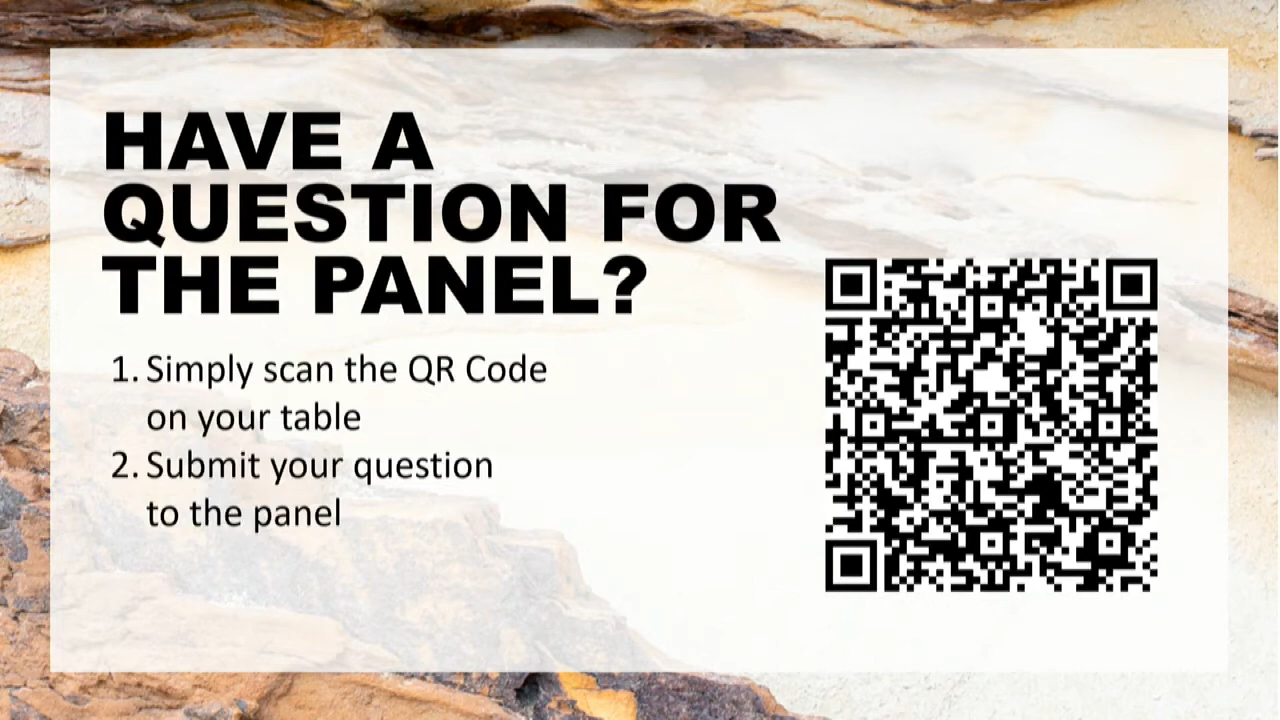 HAVE A
QUESTION FOR
THE PANEL?
1. Simply scan the QR Code
on your table
2. Submit your question
to the panel